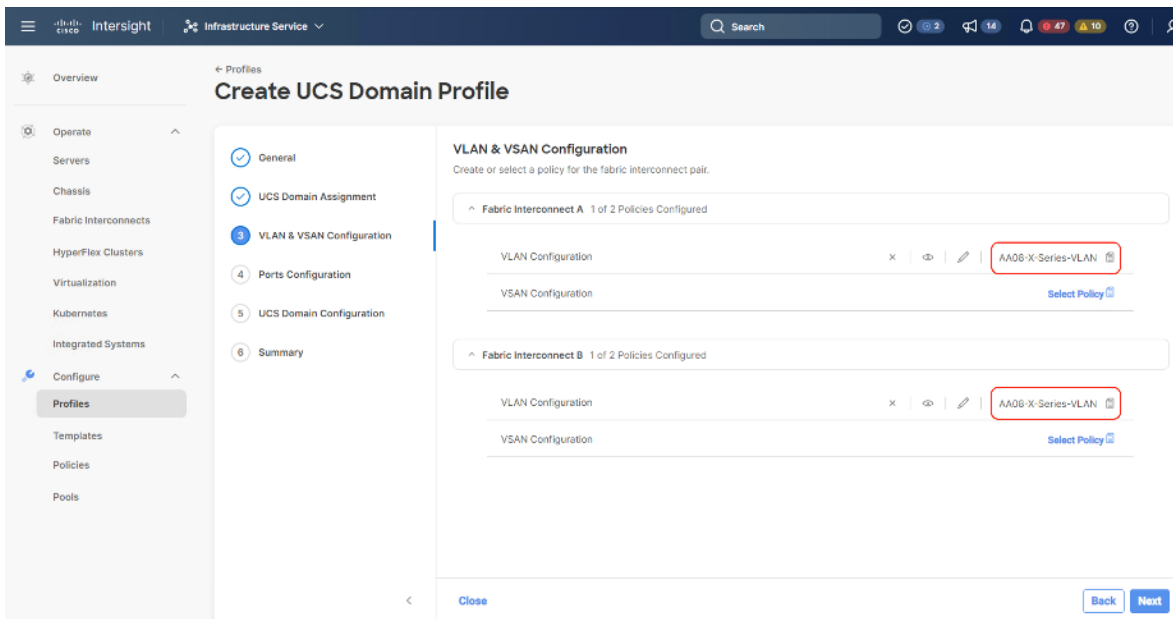 cisco Intersight
Infrastructure Service
Search
2
14
47
10
Overview
Operate
Servers
Chassis
Fabric Interconnects
HyperFlex Clusters
Virtualization
Kubernetes
Integrated Systems
Configure
Profiles
Templates
Policies
Pools
← Profiles
Create UCS Domain Profile
General
UCS Domain Assignment
3 VLAN & VSAN Configuration
4 Ports Configuration
5 UCS Domain Configuration
6 Summary
VLAN & VSAN Configuration
Create or select a policy for the fabric interconnect pair.
Fabric Interconnect A 1 of 2 Policies Configured
VLAN Configuration AA08-X-Series-VLAN
VSAN Configuration Select Policy
Fabric Interconnect B 1 of 2 Policies Configured
VLAN Configuration AA08-X-Series-VLAN
VSAN Configuration Select Policy
Close Back Next